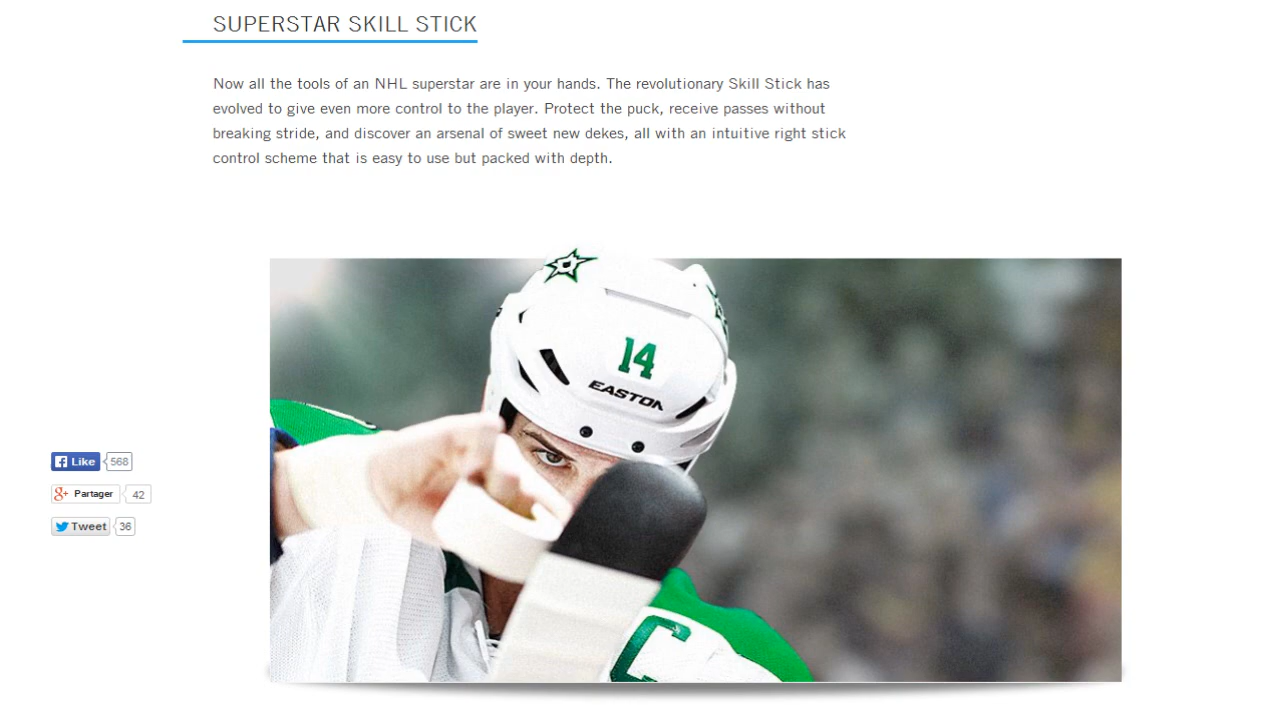 SUPERSTAR SKILL STICK
Now all the tools of an NHL superstar are in your hands. The revolutionary Skill Stick has
evolved to give even more control to the player. Protect the puck, receive passes without
breaking stride, and discover an arsenal of sweet new dekes, all with an intuitive right stick
control scheme that is easy to use but packed with depth.
14
EASTON
Like 568
g+ Partager 42
Tweet 36
C